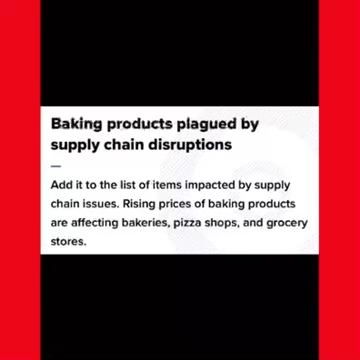 Baking products plagued by
supply chain disruptions
Add it to the list of items impacted by supply
chain issues. Rising prices of baking products
are affecting bakeries, pizza shops, and grocery
stores.